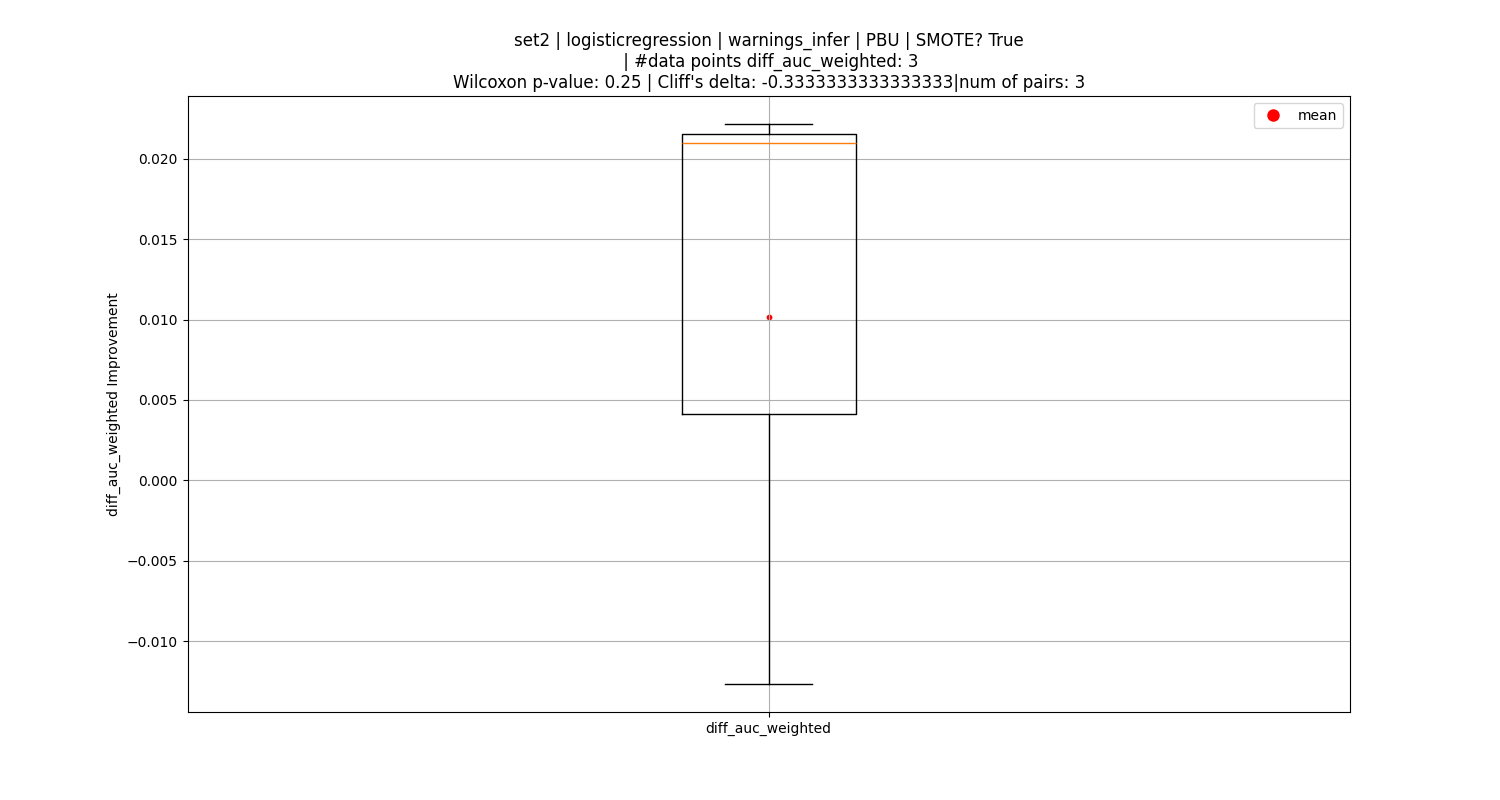 set2 | logisticregression | warnings_infer | PBU | SMOTE? True
| #data points diff_auc_weighted: 3
Wilcoxon p-value: 0.25 | Cliff's delta: -0.3333333333333333|num of pairs: 3
mean
0.020
0.015
0.010
0.005
0.000
−0.005
−0.010
diff_auc_weighted Improvement
diff_auc_weighted